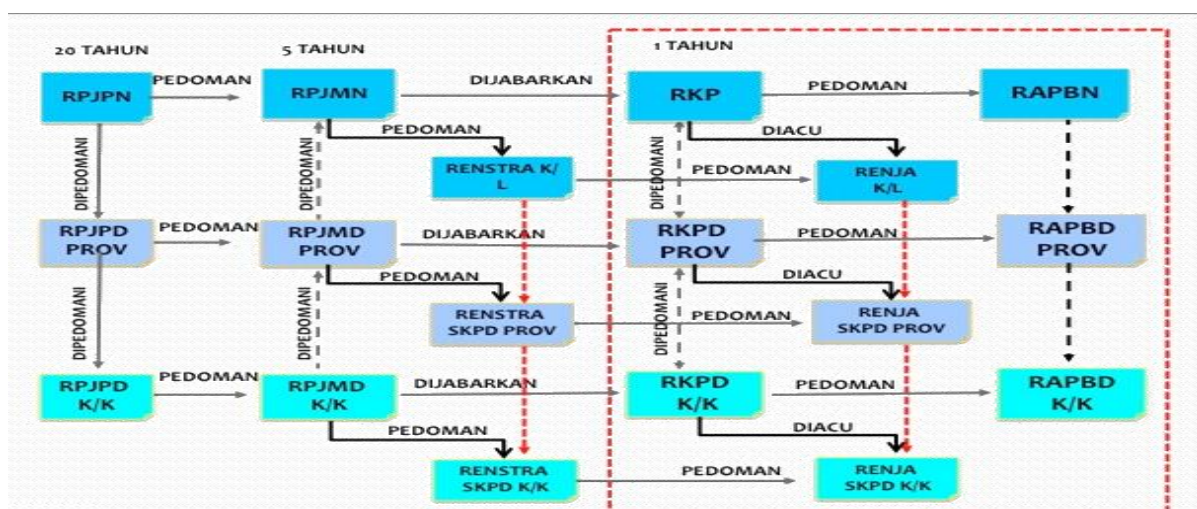 20 TAHUN
5 TAHUN
1 TAHUN
RPJPN
PEDOMAN
RPJMN
DIJABARKAN
RKP
PEDOMAN
RAPBN
DIPEDOMANI
DIPEDOMANI
PEDOMAN
RENSTRA K/
L
DIPEDOMANI
PEDOMAN
DIACU
RENJA
K/L
RPJPD
PROV
PEDOMAN
RPJMD
PROV
DIJABARKAN
RKPD
PROV
PEDOMAN
RAPBD
PROV
DIPEDOMANI
DIPEDOMANI
PEDOMAN
RENSTRA
SKPD PROV
DIPEDOMANI
PEDOMAN
DIACU
RENJA
SKPD PROV
RPJPD
K/K
PEDOMAN
RPJMD
K/K
DIJABARKAN
RKPD
K/K
PEDOMAN
RAPBD
K/K
PEDOMAN
RENSTRA
SKPD K/K
PEDOMAN
DIACU
RENJA
SKPD K/K